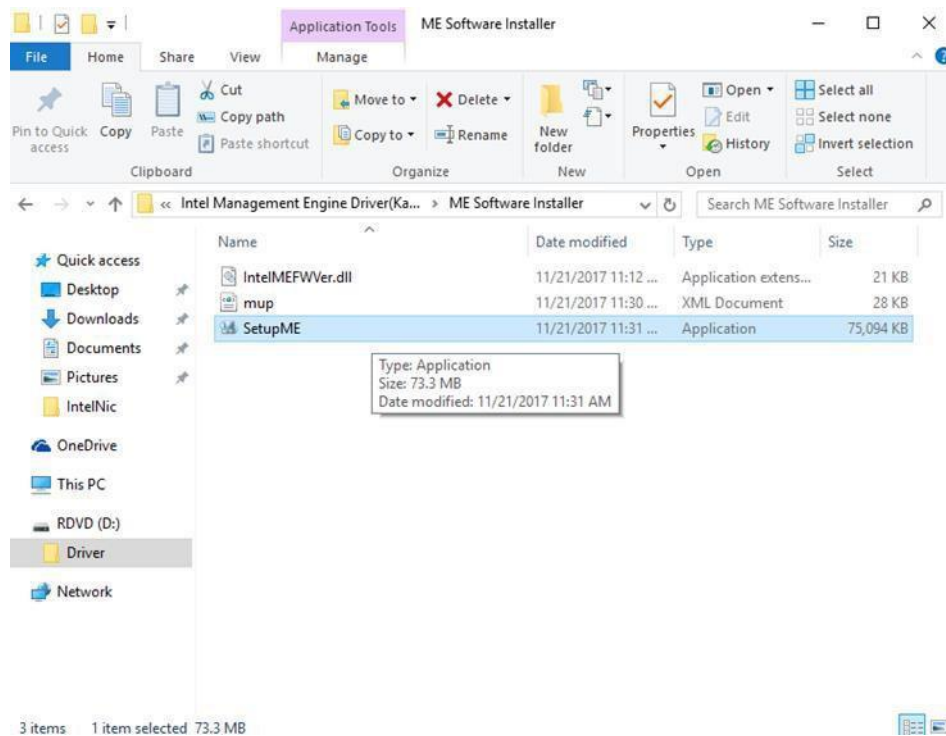 Application Tools ME Software Installer
File Home Share View Manage
Pin to Quick access
Copy
Paste
Cut
Copy path
Paste shortcut
Clipboard
Move to
Copy to
Delete
Rename
Organize
New folder
New
Properties
Open
Edit
History
Open
Select all
Select none
Invert selection
Select
« Intel Management Engine Driver(Ka... › ME Software Installer
Search ME Software Installer
Name Date modified Type Size
IntelMEFWVer.dll 11/21/2017 11:12 ... Application extens... 21 KB
mup 11/21/2017 11:30 ... XML Document 28 KB
SetupME 11/21/2017 11:31 ... Application 75,094 KB
Type: Application
Size: 73.3 MB
Date modified: 11/21/2017 11:31 AM
Quick access
Desktop
Downloads
Documents
Pictures
IntelNic
OneDrive
This PC
RDVD (D:)
Driver
Network
3 items 1 item selected 73.3 MB